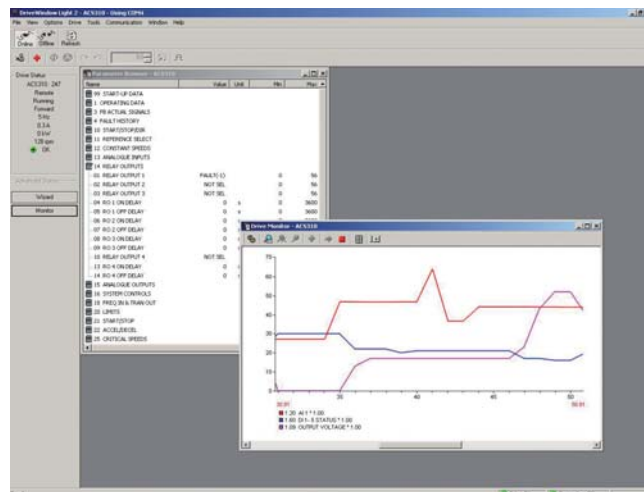 DriveWindow Light 2 - ACS310 - Using COM4
File View Options Drive Tools Communication Window Help
Online Offline Refresh
Drive Status
ACS310: 247
Remote
Running
Forward
5 Hz
0.3 A
0 kW
128 rpm
OK
Wizard
Monitor
Parameter Browser - ACS310
Name Value Unit Min Max
99 START-UP DATA
1 OPERATING DATA
3 FB ACTUAL SIGNALS
4 FAULT HISTORY
10 START/STOP/DIR
11 REFERENCE SELECT
12 CONSTANT SPEEDS
13 ANALOGUE INPUTS
14 RELAY OUTPUTS
01 RELAY OUTPUT 1 FAULT(-1) 0 56
02 RELAY OUTPUT 2 NOT SEL 0 56
03 RELAY OUTPUT 3 NOT SEL 0 56
04 RO 1 ON DELAY 0 s 0 3600
05 RO 1 OFF DELAY 0 s 0 3600
06 RO 2 ON DELAY 0
07 RO 2 OFF DELAY 0
08 RO 3 ON DELAY 0
09 RO 3 OFF DELAY 0
10 RELAY OUTPUT 4 NOT SEL
13 RO 4 ON DELAY 0
14 RO 4 OFF DELAY 0
15 ANALOGUE OUTPUTS
16 SYSTEM CONTROLS
18 FREQ IN & TRAN OUT
20 LIMITS
21 START/STOP
22 ACCEL/DECEL
25 CRITICAL SPEEDS
Drive Monitor - ACS310
70
60
50
40
30
20
10
0
30 40 50
1.20 AI 1 * 1.00
1.60 DI 1-3 STATUS * 1.00
1.09 OUTPUT VOLTAGE * 1.00